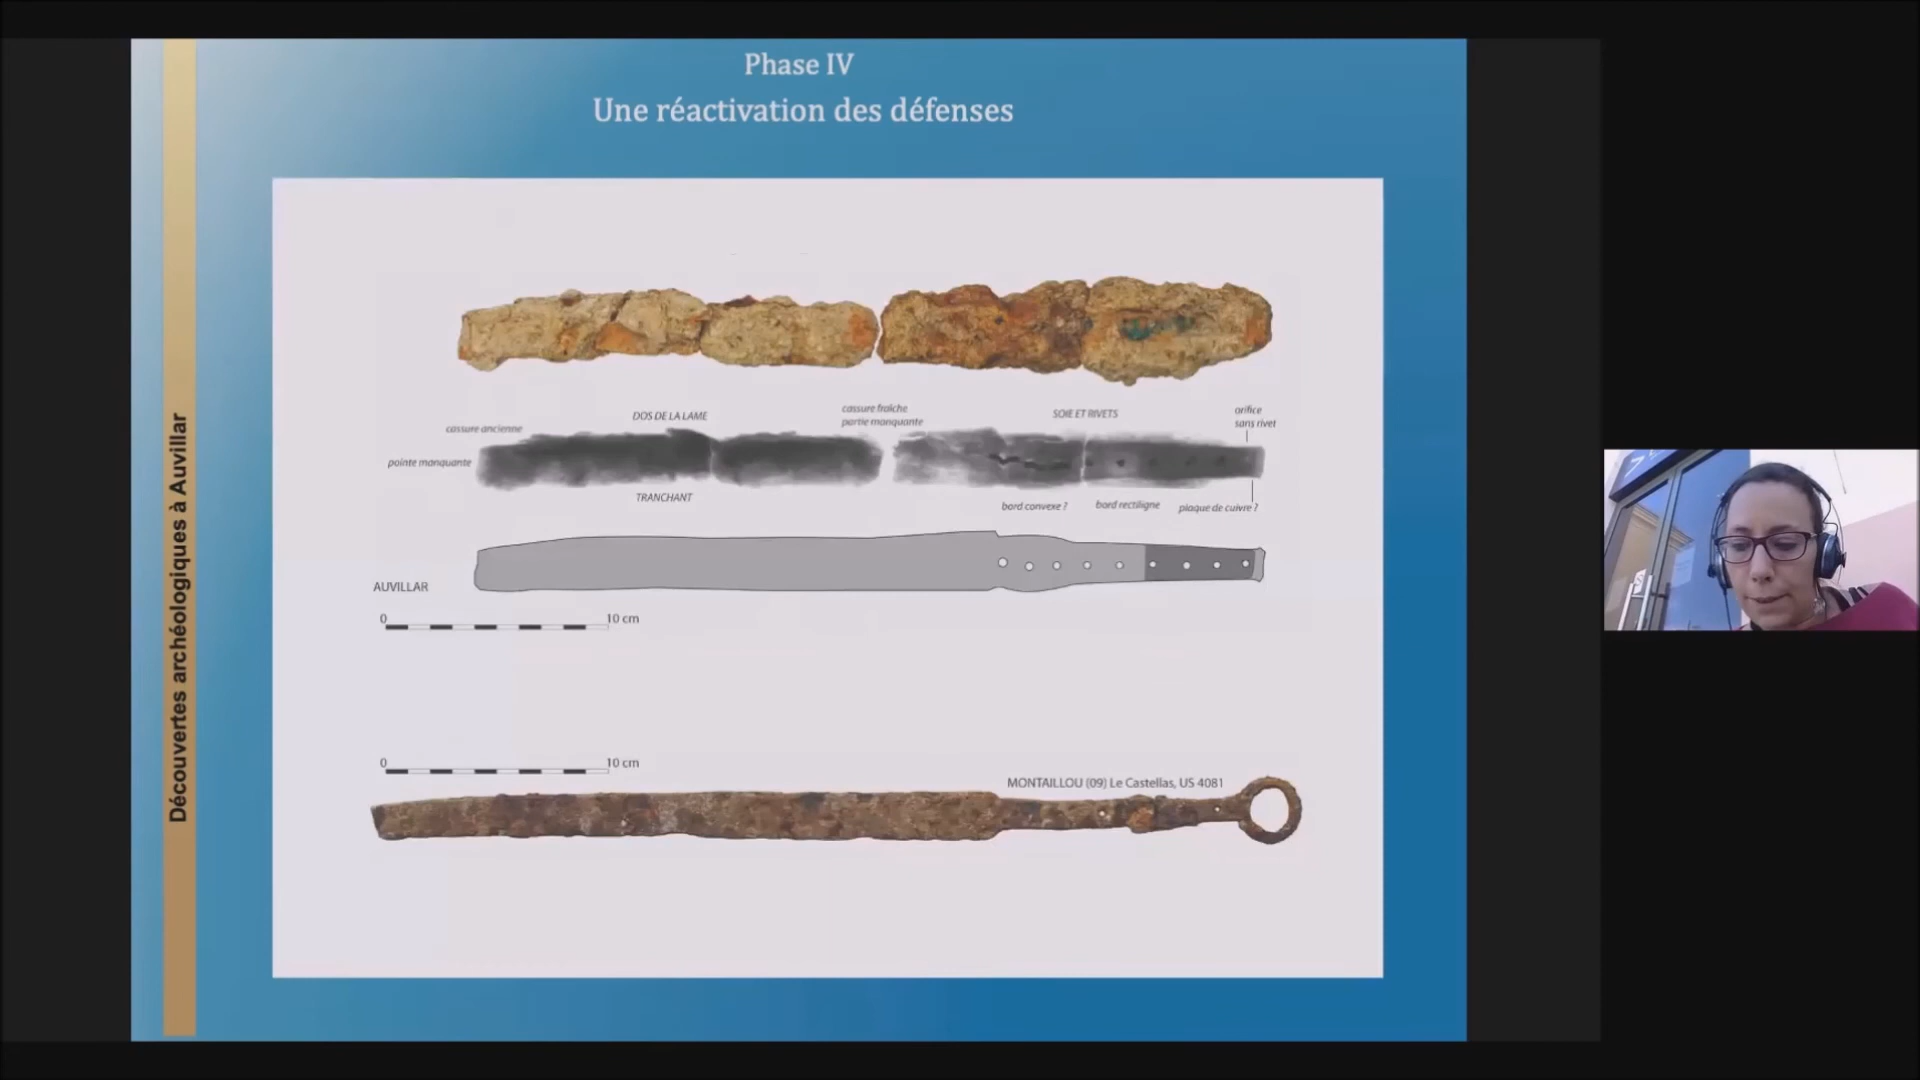 Phase IV
Une réactivation des défenses
Découvertes archéologiques à Auvillar
cassure ancienne
DOS DE LA LAME
cassure fraîche
partie manquante
SOIE ET RIVETS
orifice
sans rivet
pointe manquante
TRANCHANT
bord convexe ?
bord rectiligne
plaque de cuivre ?
AUVILLAR
0 10 cm
0 10 cm
MONTAILLOU (09) Le Castellas, US 4081